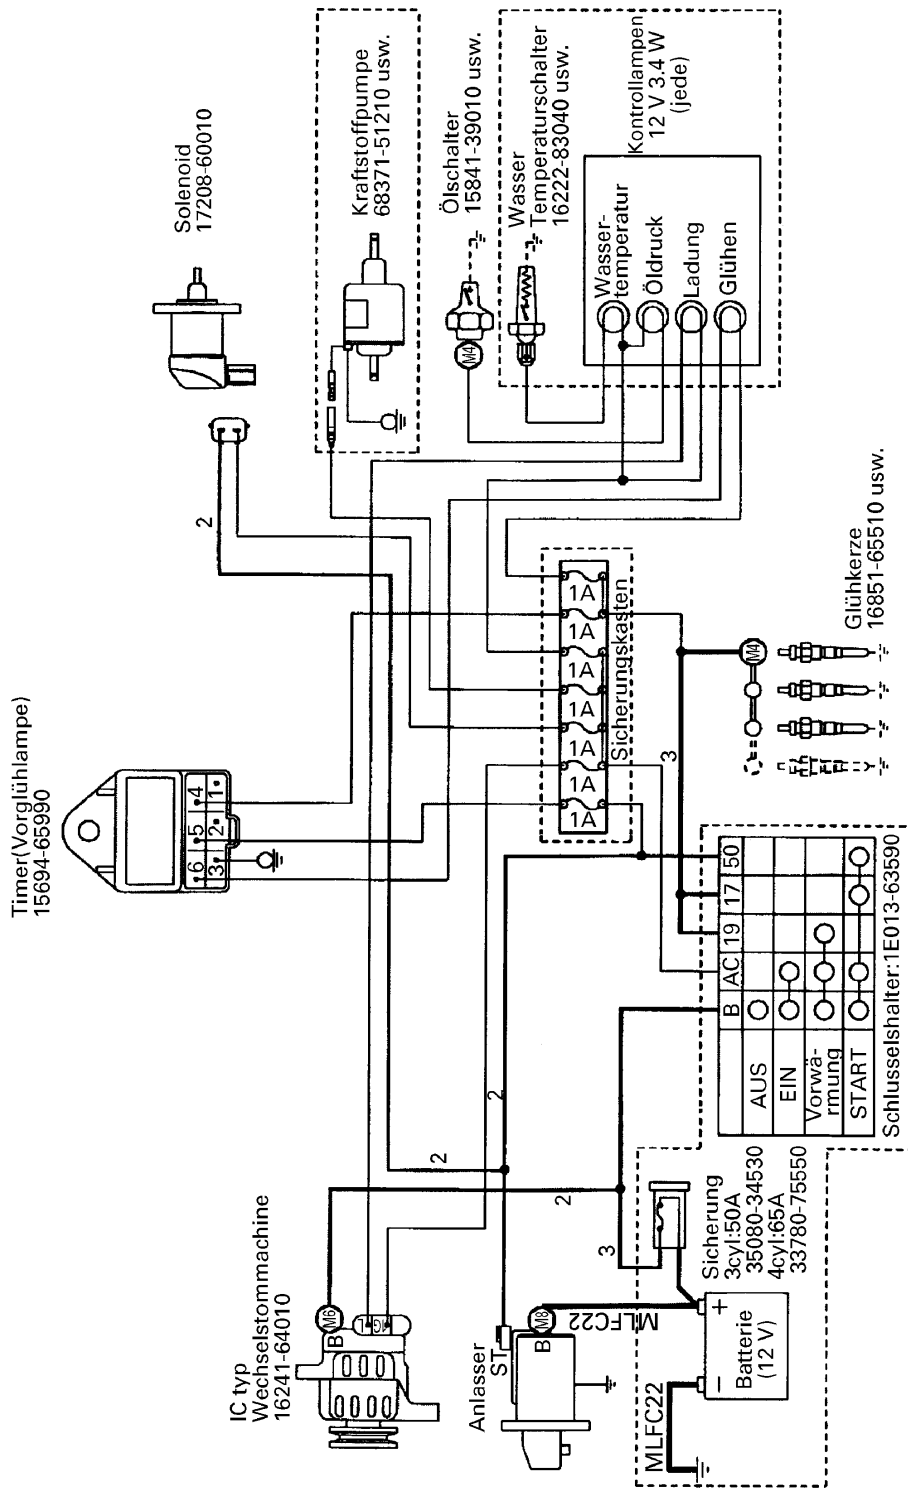 Timer(Vorglühlampe)
15694-65990
6
5
4
3
2
1
Solenoid
17208-60010
2
Kraftstoffpumpe
68371-51210 usw.
Ölschalter
15841-39010 usw.
M4
Wasser
Temperaturschalter
16222-83040 usw.
Kontrollampen
12 V 3.4 W
(jede)
Wasser-
temperatur
Öldruck
Ladung
Glühen
IC typ
Wechselstommachine
16241-64010
B
M6
IG
L
2
2
2
3
3
1A
1A
1A
1A
1A
1A
1A
Sicherungskasten
Glühkerze
16851-65510 usw.
M4
Anlasser
ST
B
M8
MLFC22
MLFC22
Batterie
(12 V)
+
−
Sicherung
3cyl:50A
35080-34530
4cyl:65A
33780-75550
B
AC
19
17
50
AUS
EIN
Vorwä-
rmung
START
Schlusselshalter:1E013-63590